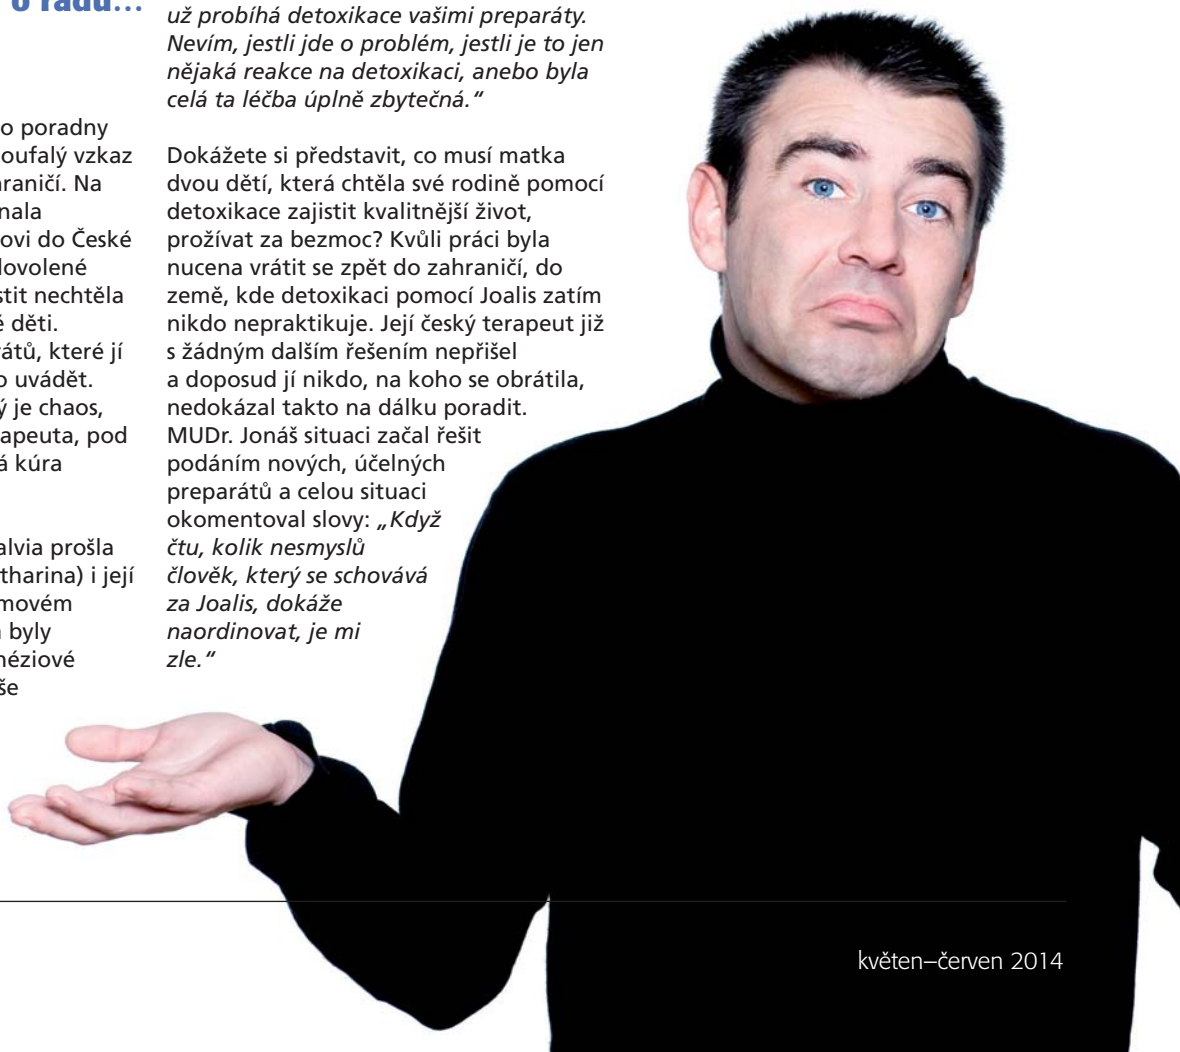 o radu…
o poradny
oufalý vzkaz
raničí. Na
nala
ovi do České
lovolené
stit nechtěla
é děti.
rátů, které jí
o uvádět.
ý je chaos,
rapeuta, pod
á kúra
alvia prošla
tharina) i její
movém
byly
néziové
še
už probíhá detoxikace vašimi preparáty.
Nevím, jestli jde o problém, jestli je to jen
nějaká reakce na detoxikaci, anebo byla
celá ta léčba úplně zbytečná.“
Dokážete si představit, co musí matka
dvou dětí, která chtěla své rodině pomocí
detoxikace zajistit kvalitnější život,
prožívat za bezmoc? Kvůli práci byla
nucena vrátit se zpět do zahraničí, do
země, kde detoxikaci pomocí Joalis zatím
nikdo nepraktikuje. Její český terapeut již
s žádným dalším řešením nepřišel
a doposud jí nikdo, na koho se obrátila,
nedokázal takto na dálku poradit.
MUDr. Jonáš situaci začal řešit
podáním nových, účelných
preparátů a celou situaci
okomentoval slovy: „Když
čtu, kolik nesmyslů
člověk, který se schovává
za Joalis, dokáže
naordinovat, je mi
zle.“
květen–červen 2014